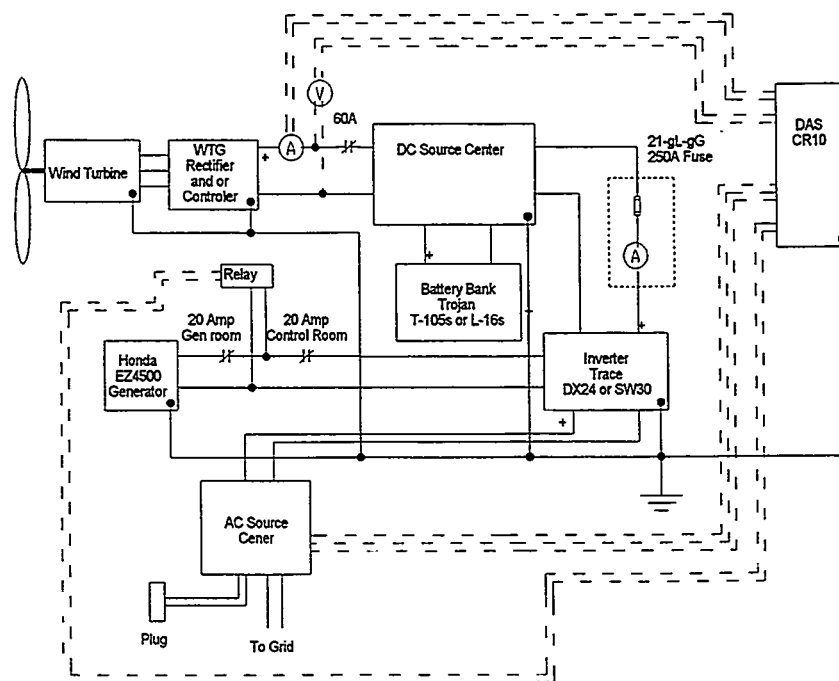 DAS
CR10
V
60A
A
WTG
Rectifier
and or
Controler
+
Wind Turbine
DC Source Center
21-gL-gG
250A Fuse
A
+
Battery Bank
Trojan
T-105s or L-16s
-
Relay
20 Amp
Gen room
20 Amp
Control Room
Honda
EZ4500
Generator
+
Inverter
Trace
DX24 or SW30
+
AC Source
Cener
Plug
To Grid